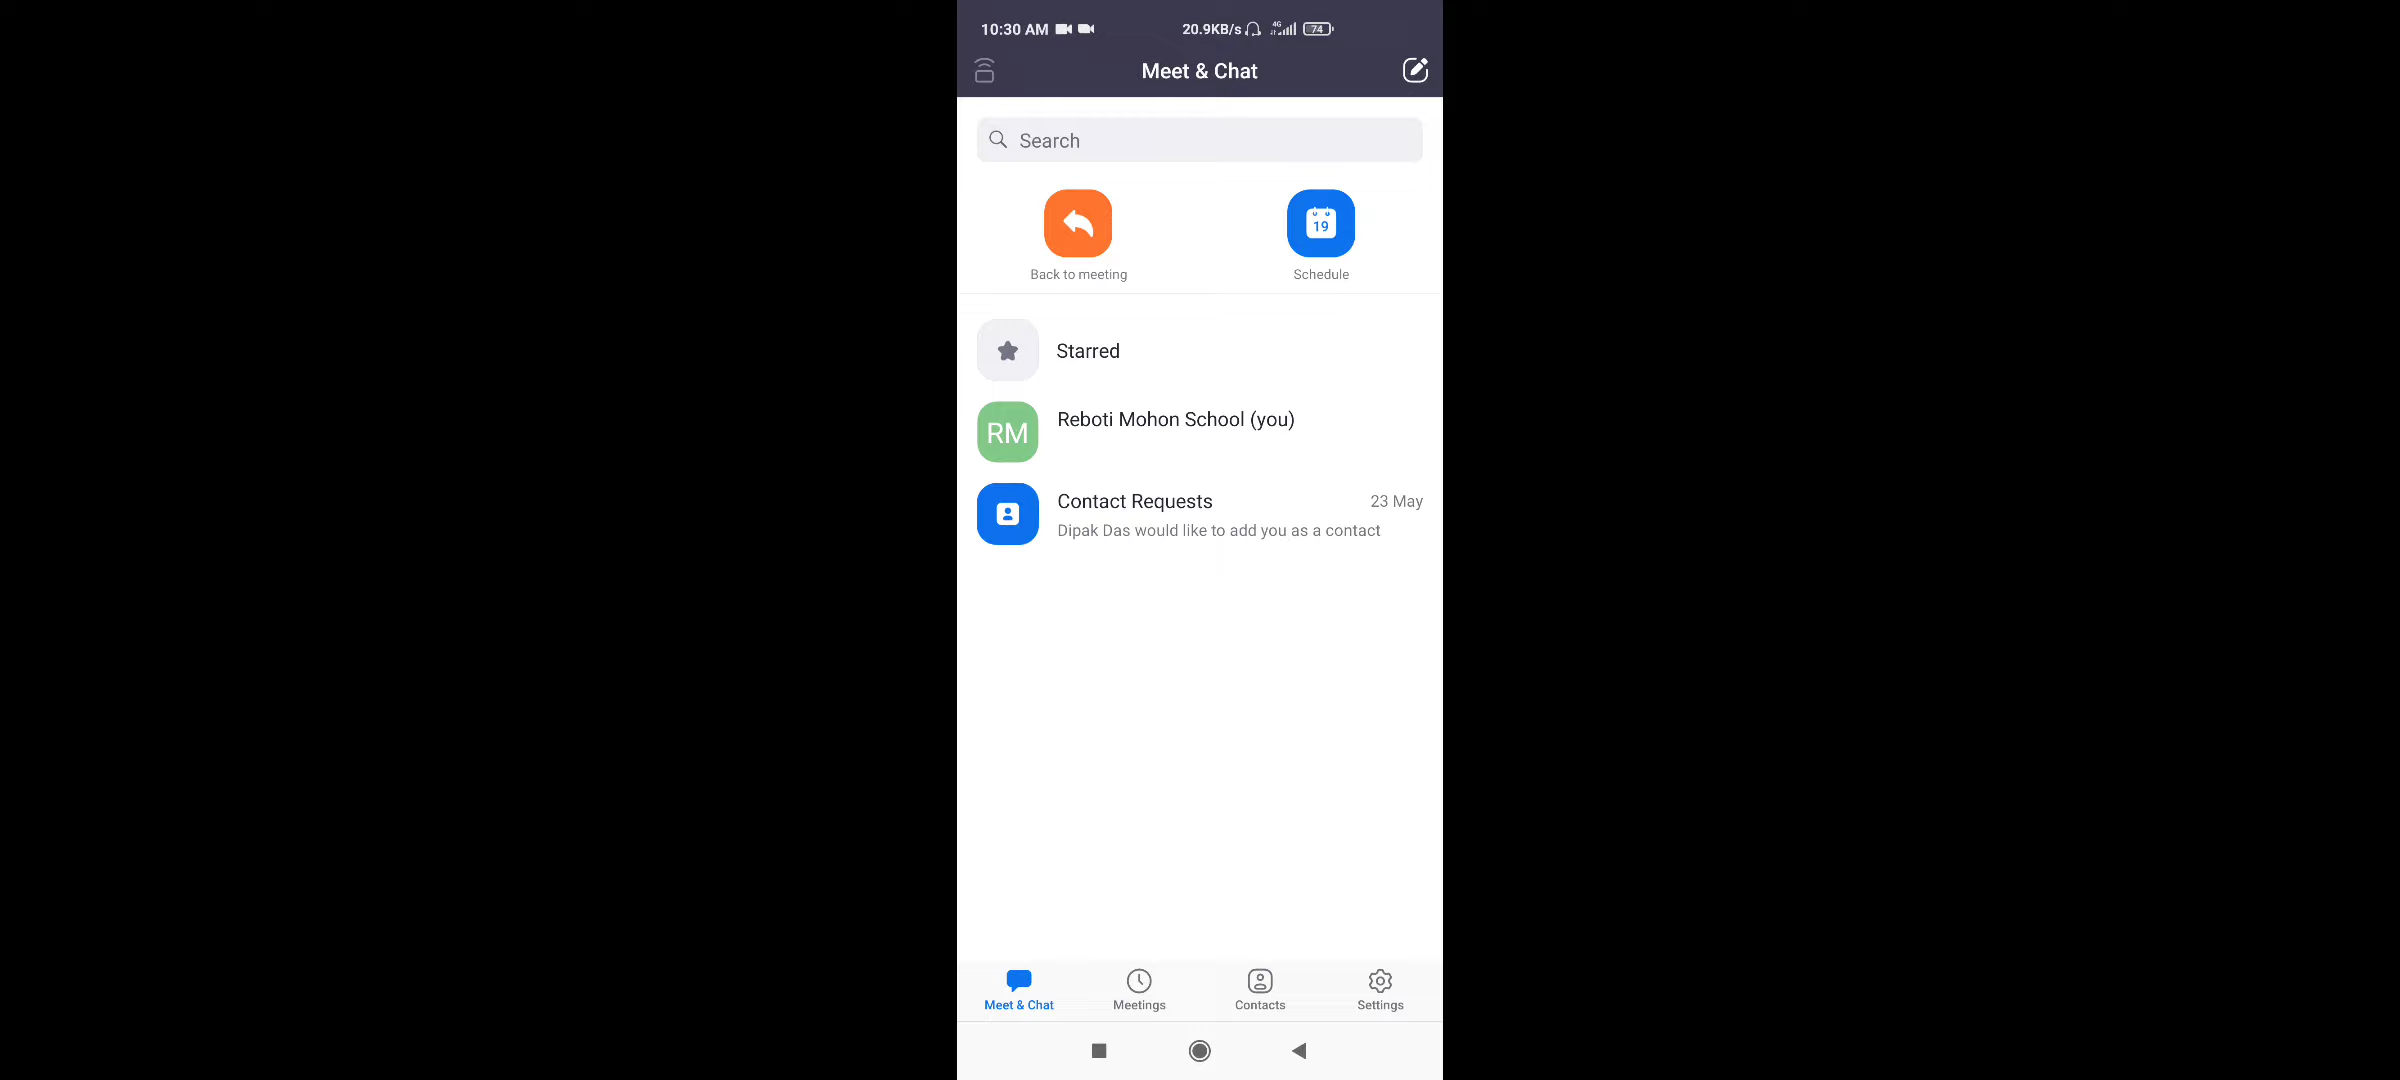 10:30 AM 20.9KB/s 4G 74
Meet & Chat
Search
19
Back to meeting Schedule
Starred
RM Reboti Mohon School (you)
Contact Requests 23 May
Dipak Das would like to add you as a contact
Meet & Chat Meetings Contacts Settings